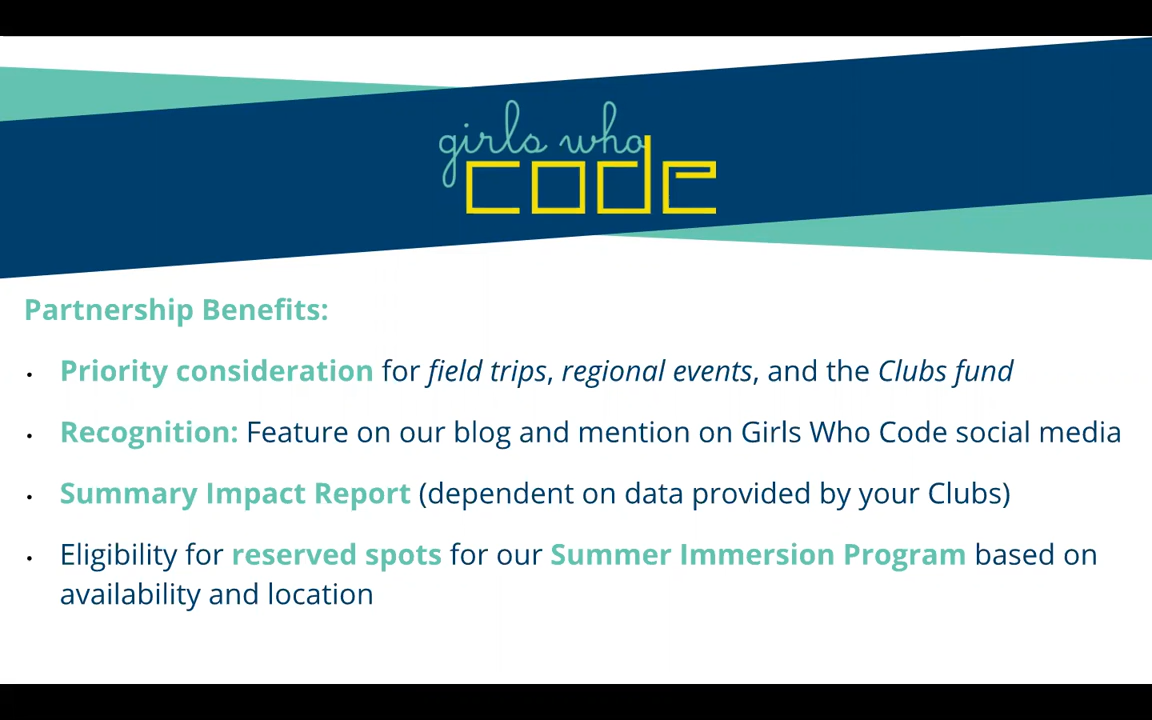 girls who
code
Partnership Benefits:
• Priority consideration for field trips, regional events, and the Clubs fund
• Recognition: Feature on our blog and mention on Girls Who Code social media
• Summary Impact Report (dependent on data provided by your Clubs)
• Eligibility for reserved spots for our Summer Immersion Program based on
availability and location